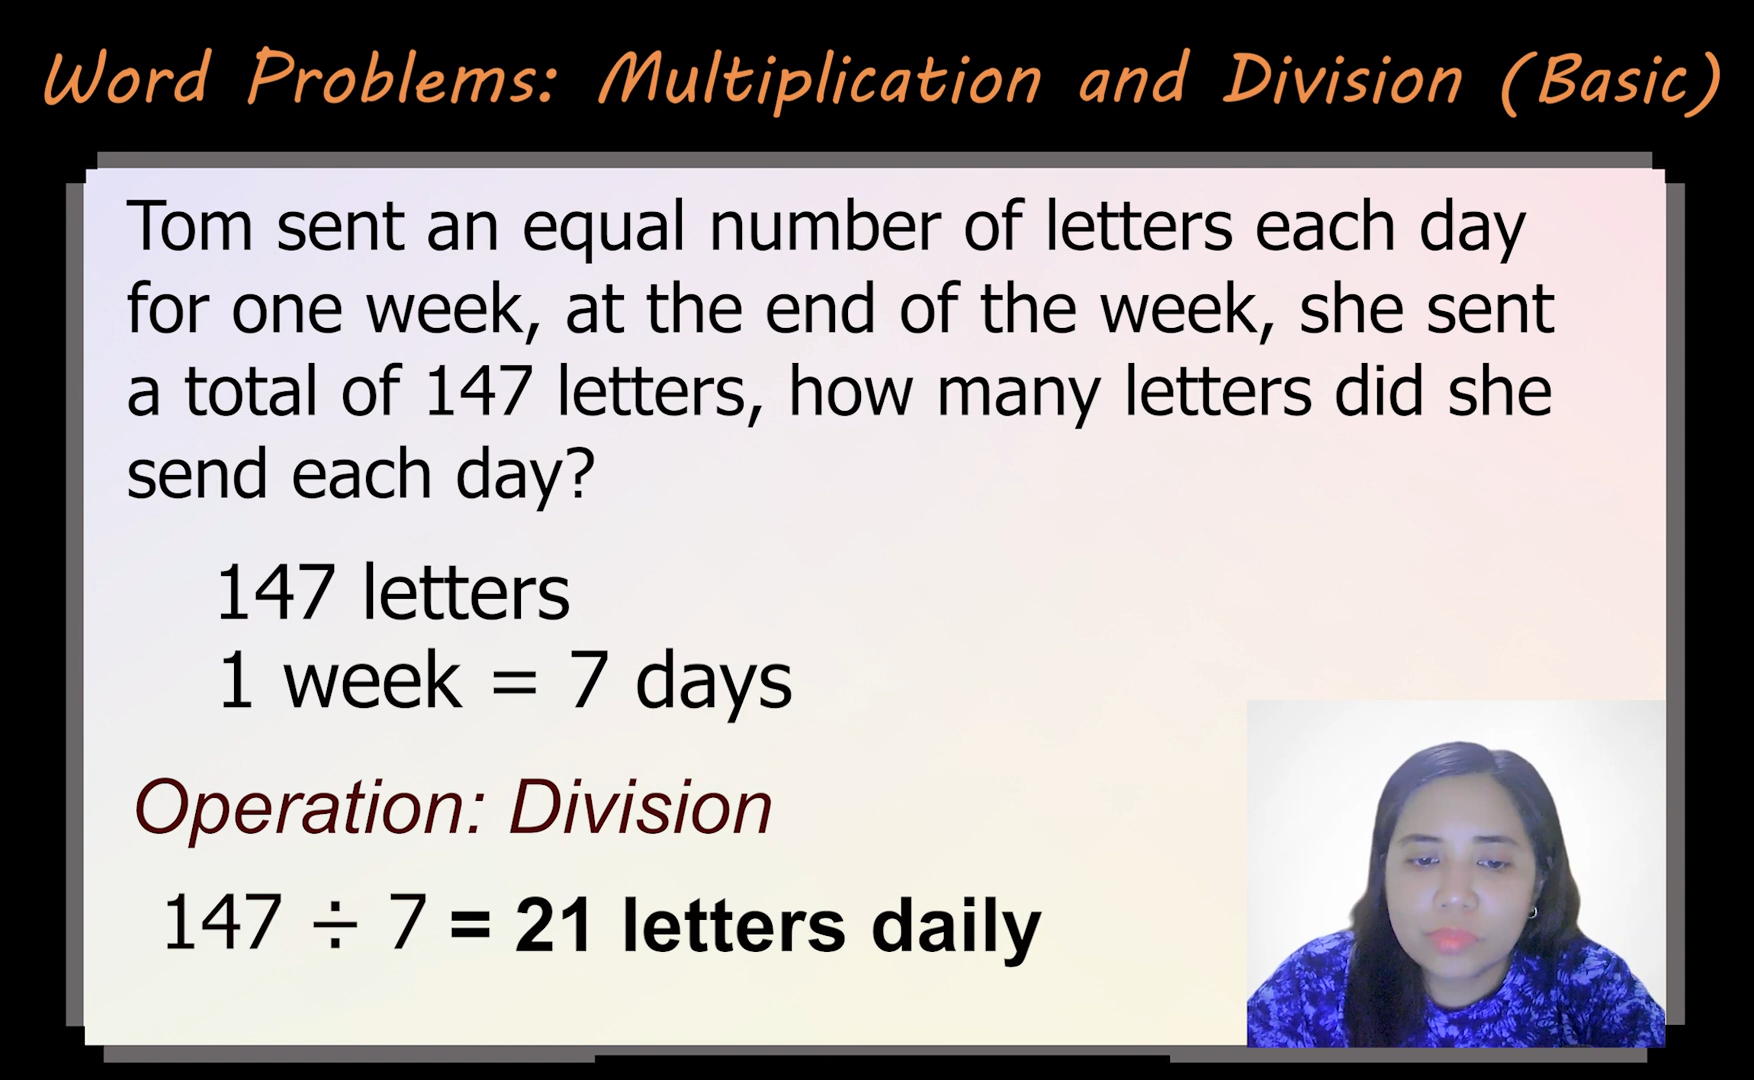 Word Problems: Multiplication and Division (Basic)
Tom sent an equal number of letters each day
for one week, at the end of the week, she sent
a total of 147 letters, how many letters did she
send each day?
147 letters
1 week = 7 days
Operation: Division
147 ÷ 7 = 21 letters daily